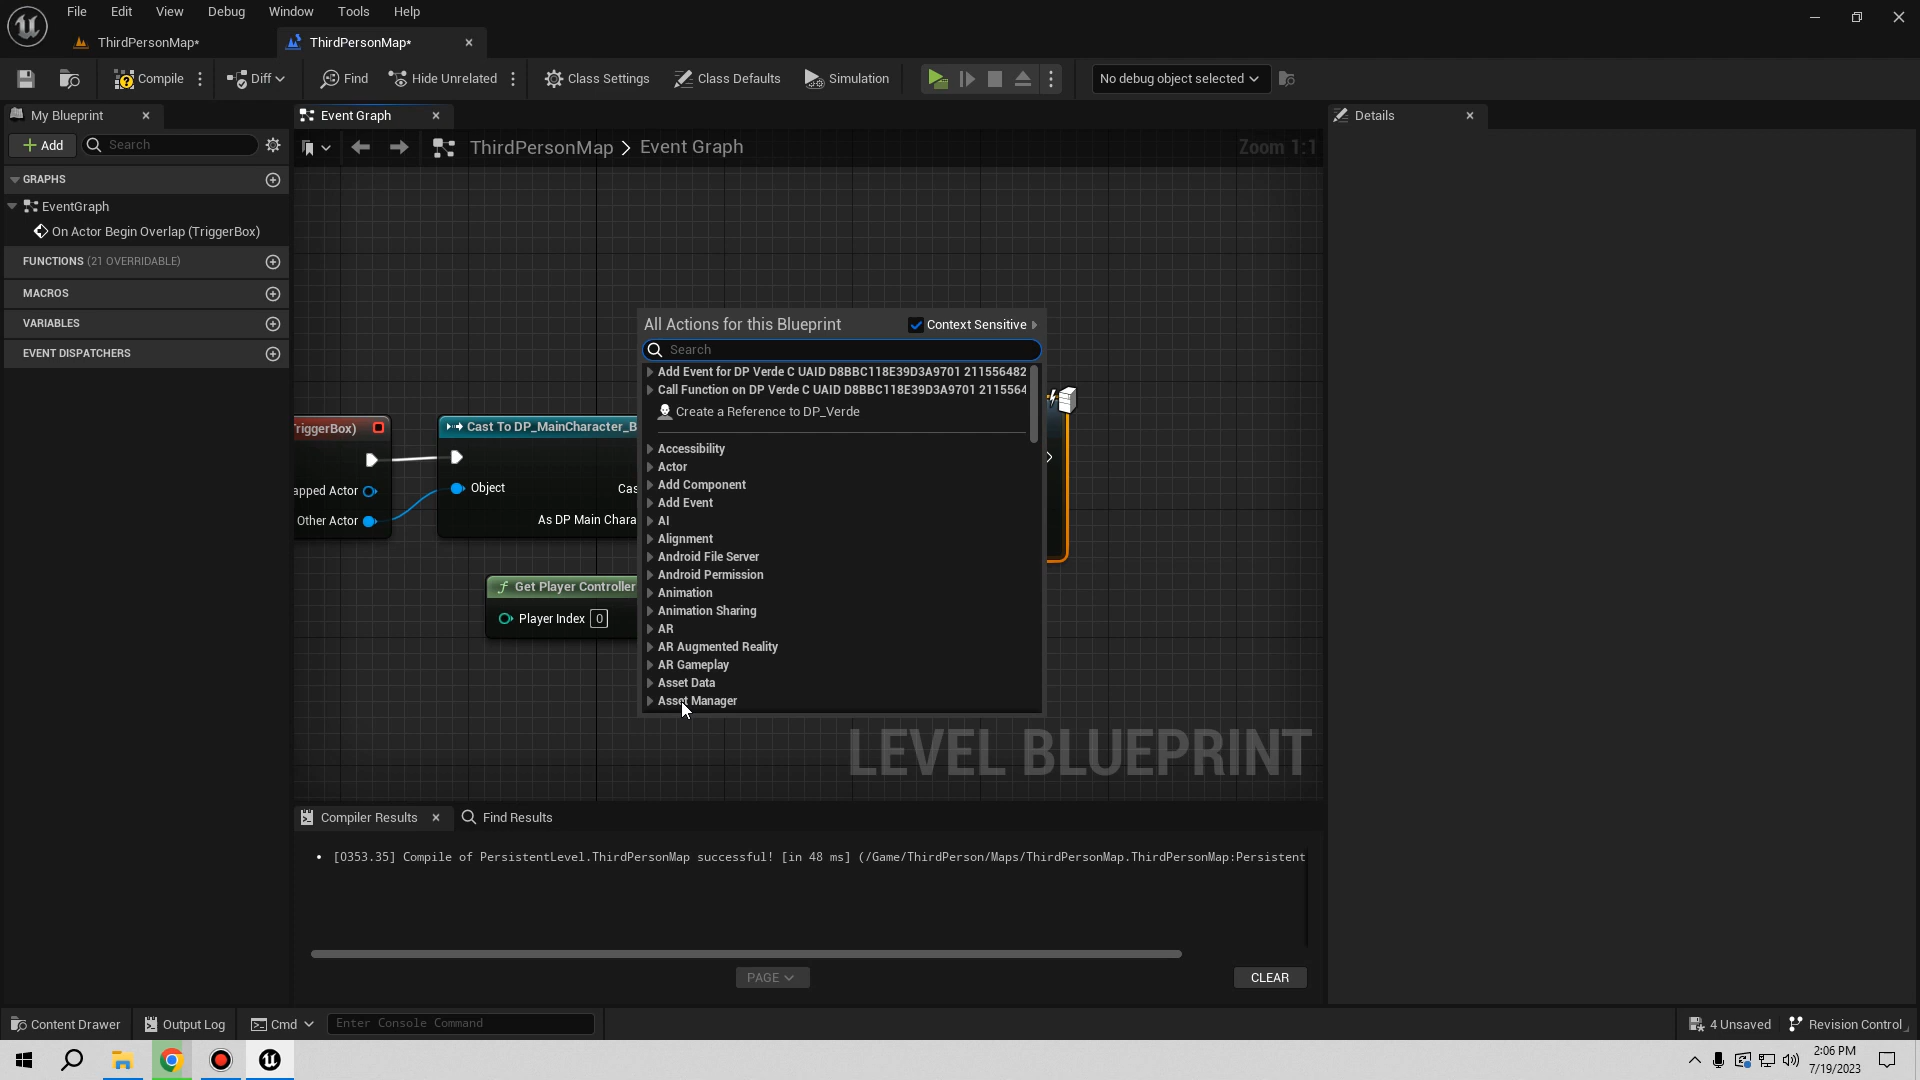 File Edit View Debug Window Tools Help
ThirdPersonMap* ThirdPersonMap*
Compile Diff Find Hide Unrelated Class Settings Class Defaults Simulation No debug object selected
My Blueprint Event Graph Details
Add Search ThirdPersonMap > Event Graph Zoom 1:1
GRAPHS
EventGraph
On Actor Begin Overlap (TriggerBox)
FUNCTIONS (21 OVERRIDABLE)
MACROS
VARIABLES
EVENT DISPATCHERS
All Actions for this Blueprint Context Sensitive
Search
Add Event for DP Verde C UAID D8BBC118E39D3A9701 211556482
Call Function on DP Verde C UAID D8BBC118E39D3A9701 2115564
Create a Reference to DP_Verde
Accessibility
Actor
Add Component
Add Event
AI
Alignment
Android File Server
Android Permission
Animation
Animation Sharing
AR
AR Augmented Reality
AR Gameplay
Asset Data
Asset Manager
riggerBox)
apped Actor
Other Actor
Cast To DP_MainCharacter_B
Object Cas
As DP Main Chara
Get Player Controller
Player Index 0
LEVEL BLUEPRINT
Compiler Results Find Results
• [0353.35] Compile of PersistentLevel.ThirdPersonMap successful! [in 48 ms] (/Game/ThirdPerson/Maps/ThirdPersonMap.ThirdPersonMap:Persistent
PAGE CLEAR
Content Drawer Output Log Cmd Enter Console Command 4 Unsaved Revision Control
2:06 PM
7/19/2023